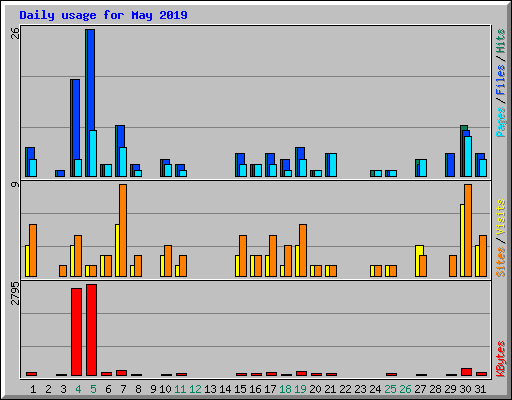 Daily usage for May 2019
26
Pages / Files / Hits
9
Sites / Visits
2795
KBytes
1 2 3 4 5 6 7 8 9 10 11 12 13 14 15 16 17 18 19 20 21 22 23 24 25 26 27 28 29 30 31